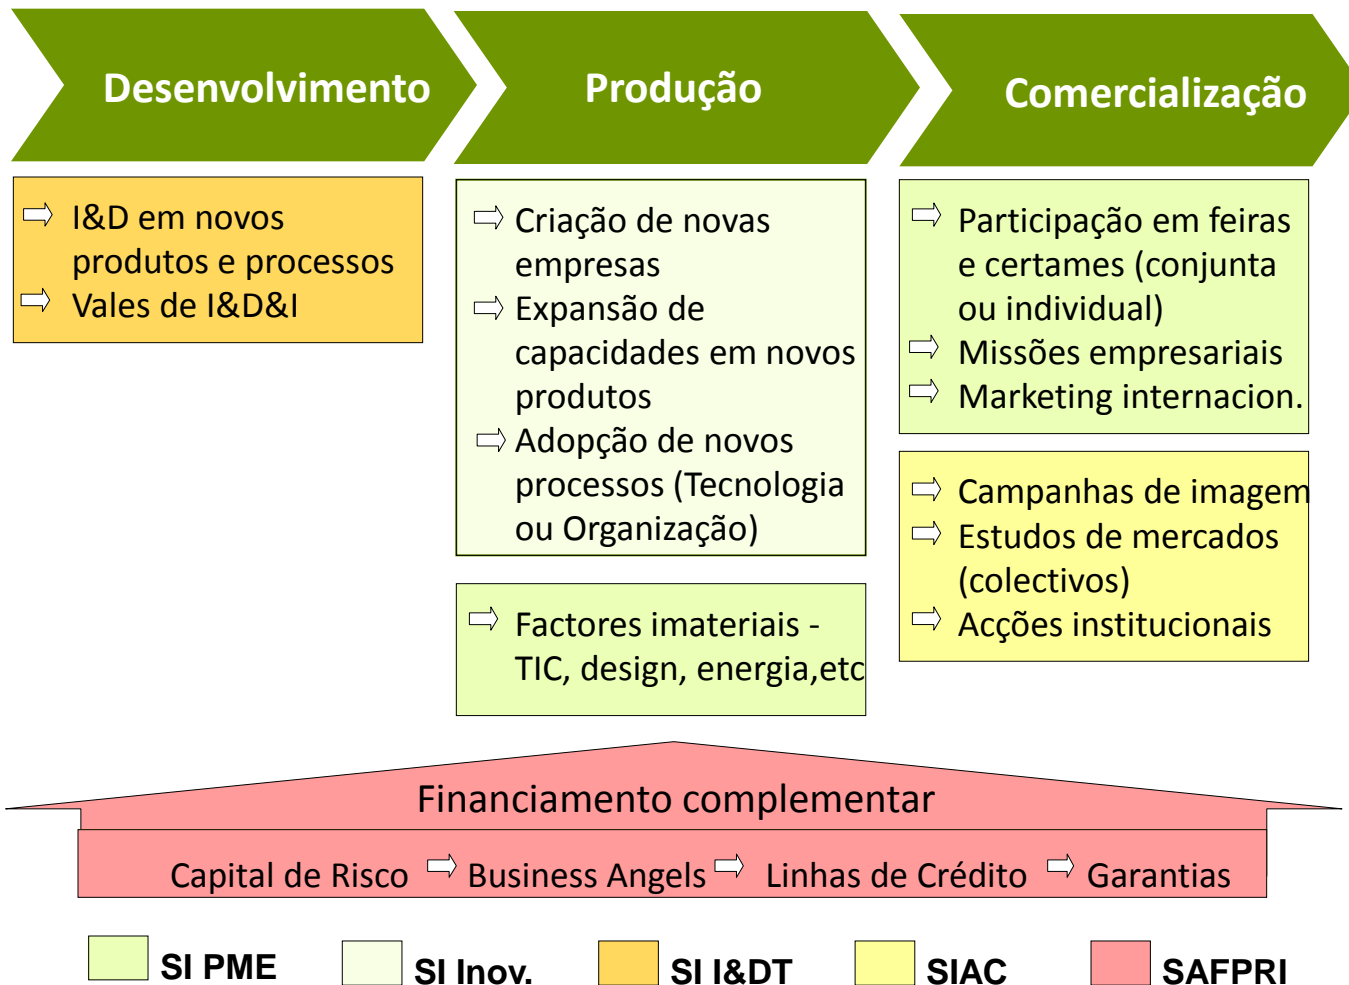 Desenvolvimento
Produção
Comercialização
I&D em novos
produtos e processos
Vales de I&D&I
Criação de novas
empresas
Expansão de
capacidades em novos
produtos
Adopção de novos
processos (Tecnologia
ou Organização)
Factores imateriais -
TIC, design, energia,etc
Participação em feiras
e certames (conjunta
ou individual)
Missões empresariais
Marketing internacion.
Campanhas de imagem
Estudos de mercados
(colectivos)
Acções institucionais
Financiamento complementar
Capital de Risco Business Angels Linhas de Crédito Garantias
SI PME SI Inov. SI I&DT SIAC SAFPRI